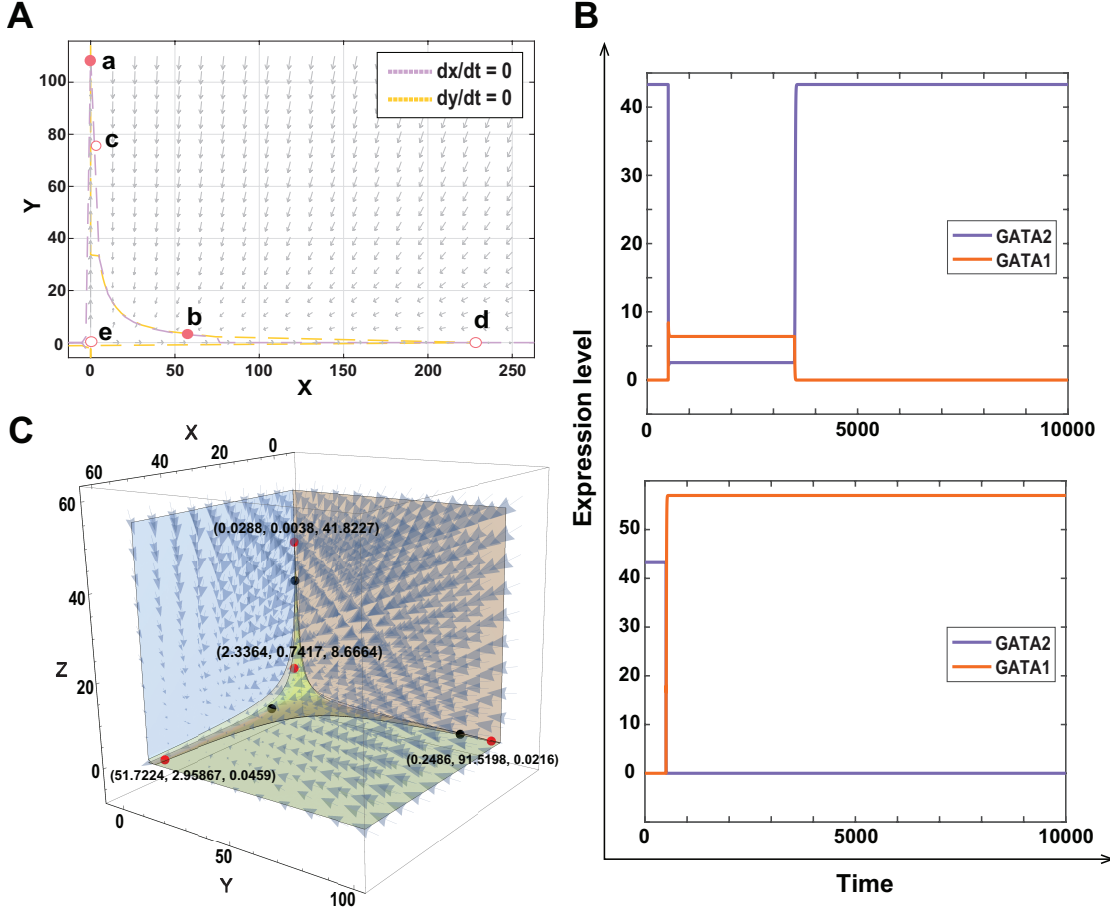 A
a
c
b
d
e
dx/dt = 0
dy/dt = 0
100
80
60
40
20
0
Y
0
50
100
150
200
250
X
B
40
30
20
10
0
GATA2
GATA1
0
5000
10000
50
40
30
20
10
0
GATA2
GATA1
0
5000
10000
Expression level
Time
C
X
60
40
20
0
60
40
20
0
Z
(0.0288, 0.0038, 41.8227)
(2.3364, 0.7417, 8.6664)
(0.2486, 91.5198, 0.0216)
(51.7224, 2.95867, 0.0459)
0
50
100
Y